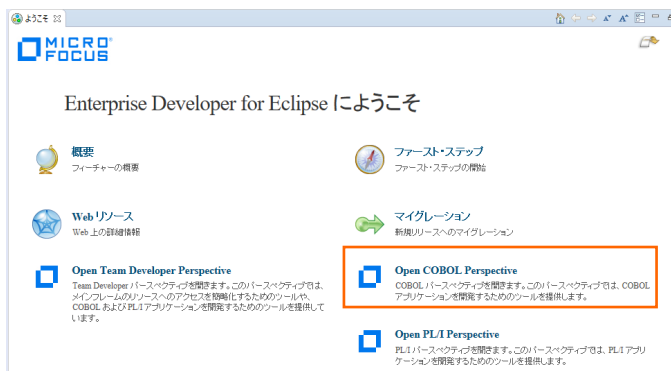 ようこそ
MICRO
FOCUS
Enterprise Developer for Eclipse にようこそ
概要
フィーチャーの概要
ファースト・ステップ
ファースト・ステップの開始
Web リソース
Web 上の詳細情報
マイグレーション
新規リリースへのマイグレーション
Open Team Developer Perspective
Team Developer パースペクティブを開きます。このパースペクティブでは、
メインフレームのリソースへのアクセスを簡略化するためのツールや、
COBOL および PL/I アプリケーションを開発するためのツールを提供して
います。
Open COBOL Perspective
COBOL パースペクティブを開きます。このパースペクティブでは、COBOL
アプリケーションを開発するためのツールを提供します。
Open PL/I Perspective
PL/I パースペクティブを開きます。このパースペクティブでは、PL/I アプリ
ケーションを開発するためのツールを提供します。